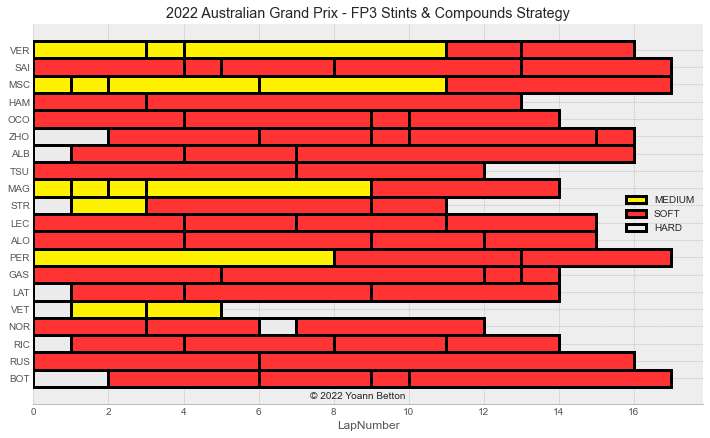 2022 Australian Grand Prix - FP3 Stints & Compounds Strategy
VER
SAI
MSC
HAM
OCO
ZHO
ALB
TSU
MAG
STR
LEC
ALO
PER
GAS
LAT
VET
NOR
RIC
RUS
BOT
MEDIUM
SOFT
HARD
© 2022 Yoann Betton
0 2 4 6 8 10 12 14 16
LapNumber